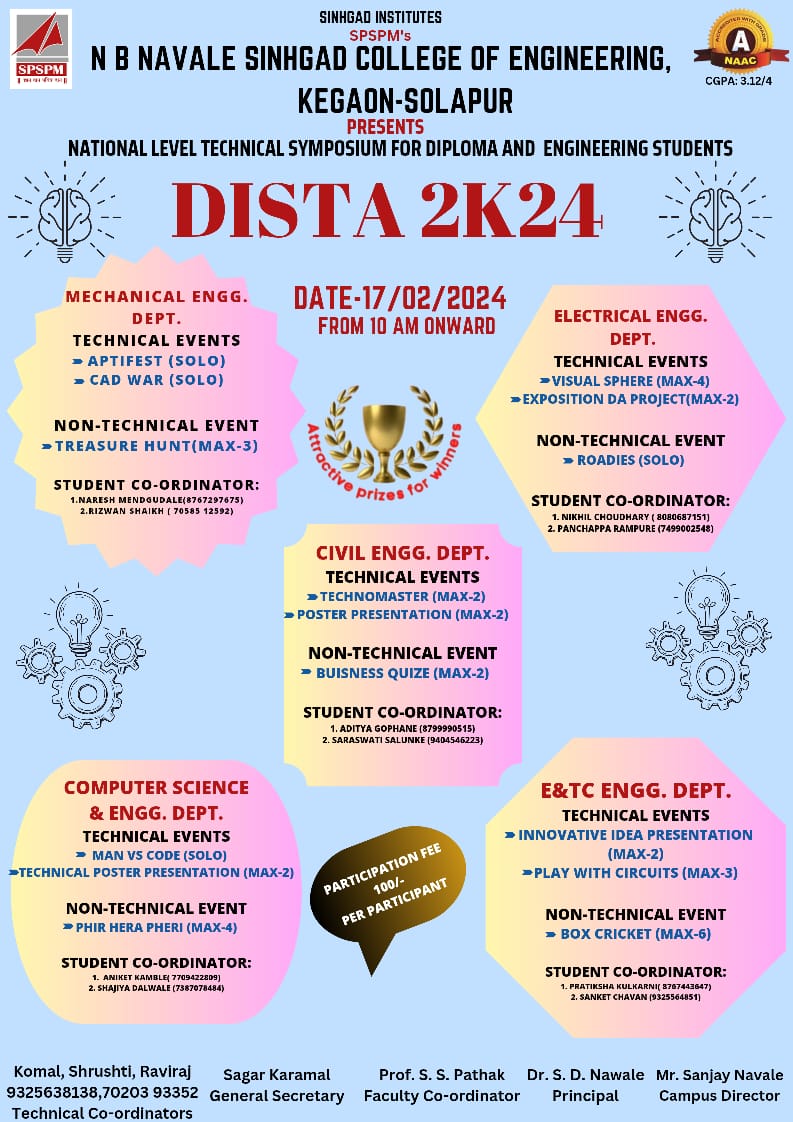 SINHGAD INSTITUTES
SPSPM's
N B NAVALE SINHGAD COLLEGE OF ENGINEERING,
KEGAON-SOLAPUR
PRESENTS
NATIONAL LEVEL TECHNICAL SYMPOSIUM FOR DIPLOMA AND ENGINEERING STUDENTS
SPSPM
ACCREDITED WITH GRADE
A
NAAC
CGPA: 3.12/4
DISTA 2K24
DATE-17/02/2024
FROM 10 AM ONWARD
MECHANICAL ENGG.
DEPT.
TECHNICAL EVENTS
APTIFEST (SOLO)
CAD WAR (SOLO)
NON-TECHNICAL EVENT
TREASURE HUNT(MAX-3)
STUDENT CO-ORDINATOR:
1.NARESH MENDGUDALE(8767297675)
2.RIZWAN SHAIKH ( 70585 12592)
Attractive prizes for winners
ELECTRICAL ENGG.
DEPT.
TECHNICAL EVENTS
VISUAL SPHERE (MAX-4)
EXPOSITION DA PROJECT(MAX-2)
NON-TECHNICAL EVENT
ROADIES (SOLO)
STUDENT CO-ORDINATOR:
1. NIKHIL CHOUDHARY ( 8080687151)
2. PANCHAPPA RAMPURE (7499002548)
CIVIL ENGG. DEPT.
TECHNICAL EVENTS
TECHNOMASTER (MAX-2)
POSTER PRESENTATION (MAX-2)
NON-TECHNICAL EVENT
BUISNESS QUIZE (MAX-2)
STUDENT CO-ORDINATOR:
1. ADITYA GOPHANE (8799990515)
2. SARASWATI SALUNKE (9404546223)
COMPUTER SCIENCE
& ENGG. DEPT.
TECHNICAL EVENTS
MAN VS CODE (SOLO)
TECHNICAL POSTER PRESENTATION (MAX-2)
NON-TECHNICAL EVENT
PHIR HERA PHERI (MAX-4)
STUDENT CO-ORDINATOR:
1. ANIKET KAMBLE( 7709422809)
2. SHAJIYA DALWALE (7387078484)
PARTICIPATION FEE
100/-
PER PARTICIPANT
E&TC ENGG. DEPT.
TECHNICAL EVENTS
INNOVATIVE IDEA PRESENTATION
(MAX-2)
PLAY WITH CIRCUITS (MAX-3)
NON-TECHNICAL EVENT
BOX CRICKET (MAX-6)
STUDENT CO-ORDINATOR:
1. PRATIKSHA KULKARNI( 8767443647)
2. SANKET CHAVAN (9325564851)
Komal, Shrushti, Raviraj
9325638138,70203 93352
Technical Co-ordinators
Sagar Karamal
General Secretary
Prof. S. S. Pathak
Faculty Co-ordinator
Dr. S. D. Nawale
Principal
Mr. Sanjay Navale
Campus Director